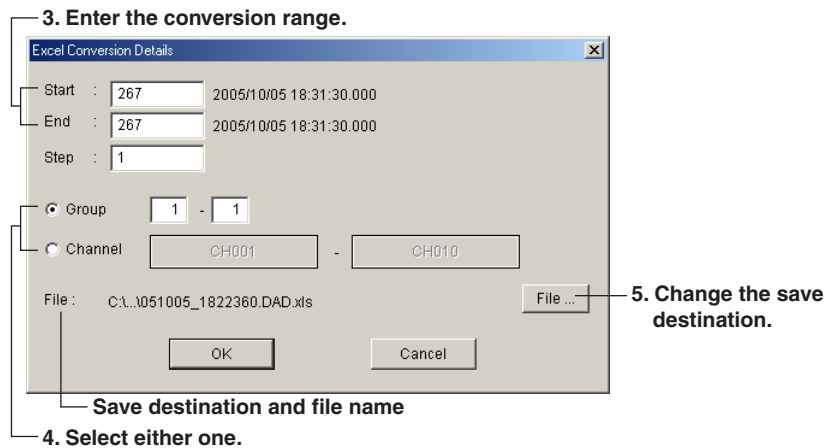 3. Enter the conversion range.
Excel Conversion Details
Start : 267 2005/10/05 18:31:30.000
End : 267 2005/10/05 18:31:30.000
Step : 1
Group 1 - 1
Channel CH001 - CH010
File : C:\...\051005_1822360.DAD.xls File ...
5. Change the save
destination.
OK Cancel
Save destination and file name
4. Select either one.